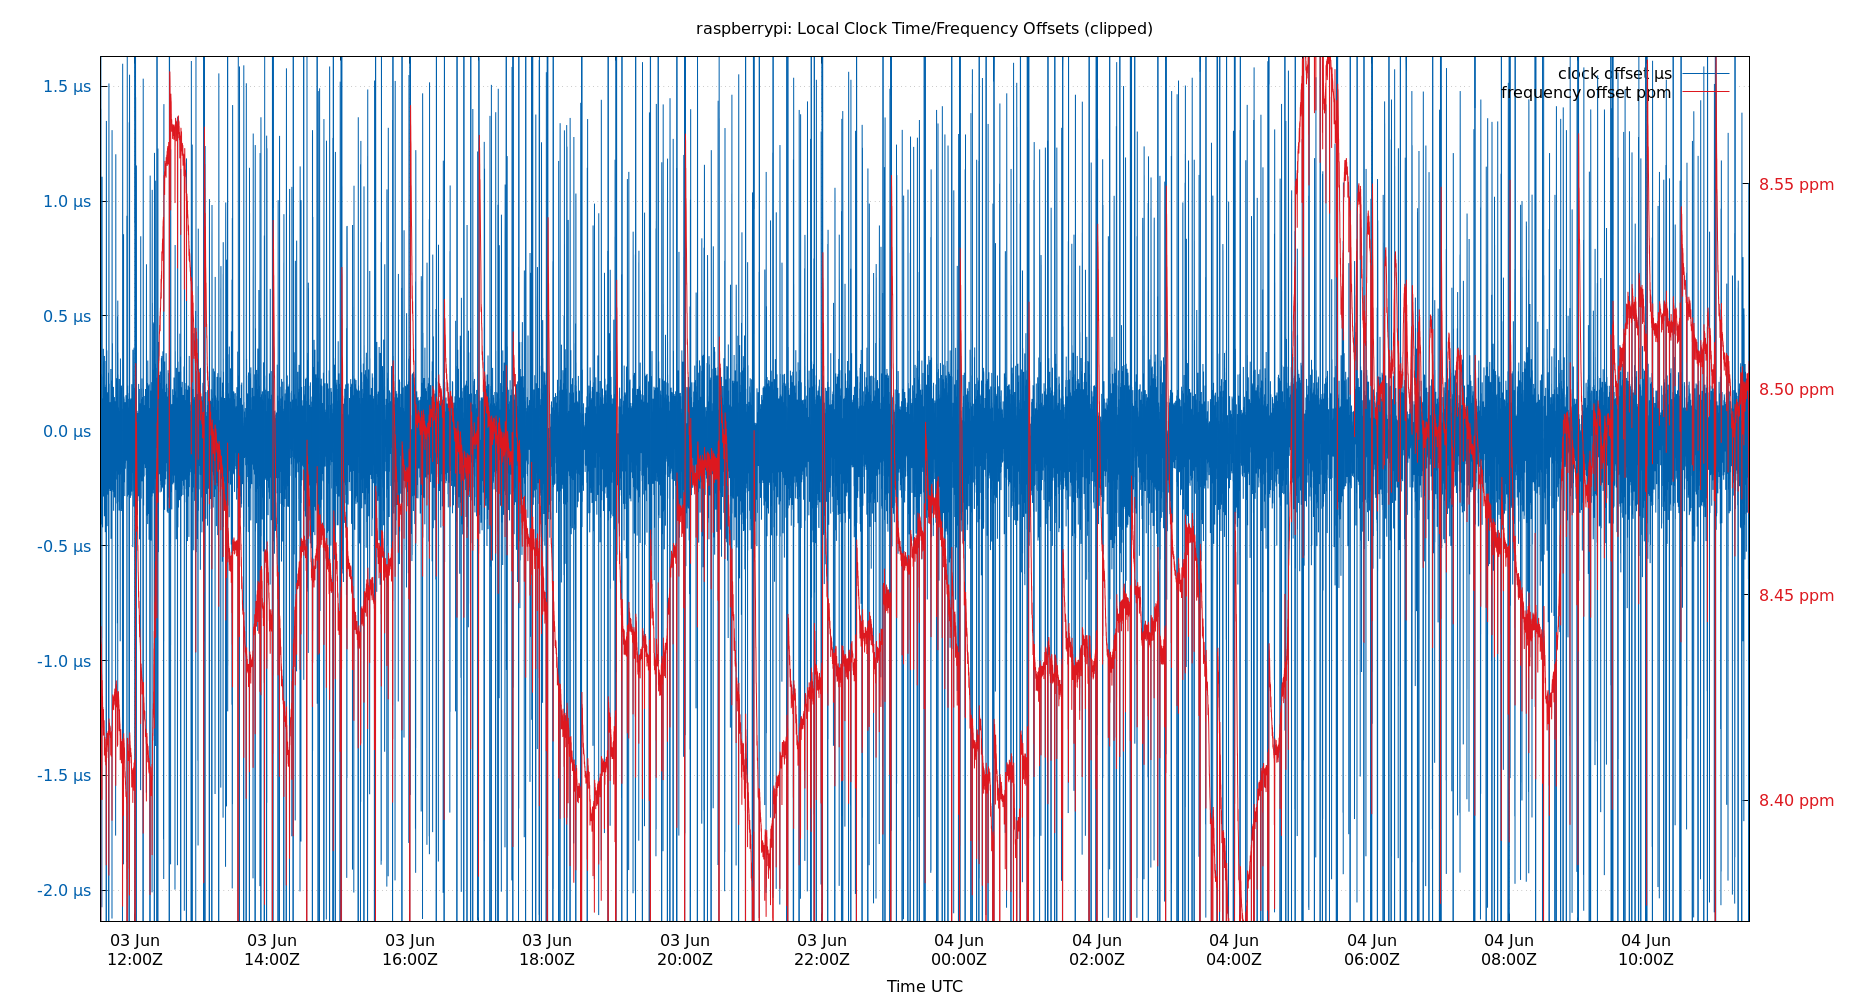 raspberrypi: Local Clock Time/Frequency Offsets (clipped)
clock offset µs
frequency offset ppm
1.5 µs
1.0 µs
0.5 µs
0.0 µs
-0.5 µs
-1.0 µs
-1.5 µs
-2.0 µs
8.55 ppm
8.50 ppm
8.45 ppm
8.40 ppm
03 Jun 03 Jun 03 Jun 03 Jun 03 Jun 03 Jun 04 Jun 04 Jun 04 Jun 04 Jun 04 Jun 04 Jun
12:00Z 14:00Z 16:00Z 18:00Z 20:00Z 22:00Z 00:00Z 02:00Z 04:00Z 06:00Z 08:00Z 10:00Z
Time UTC